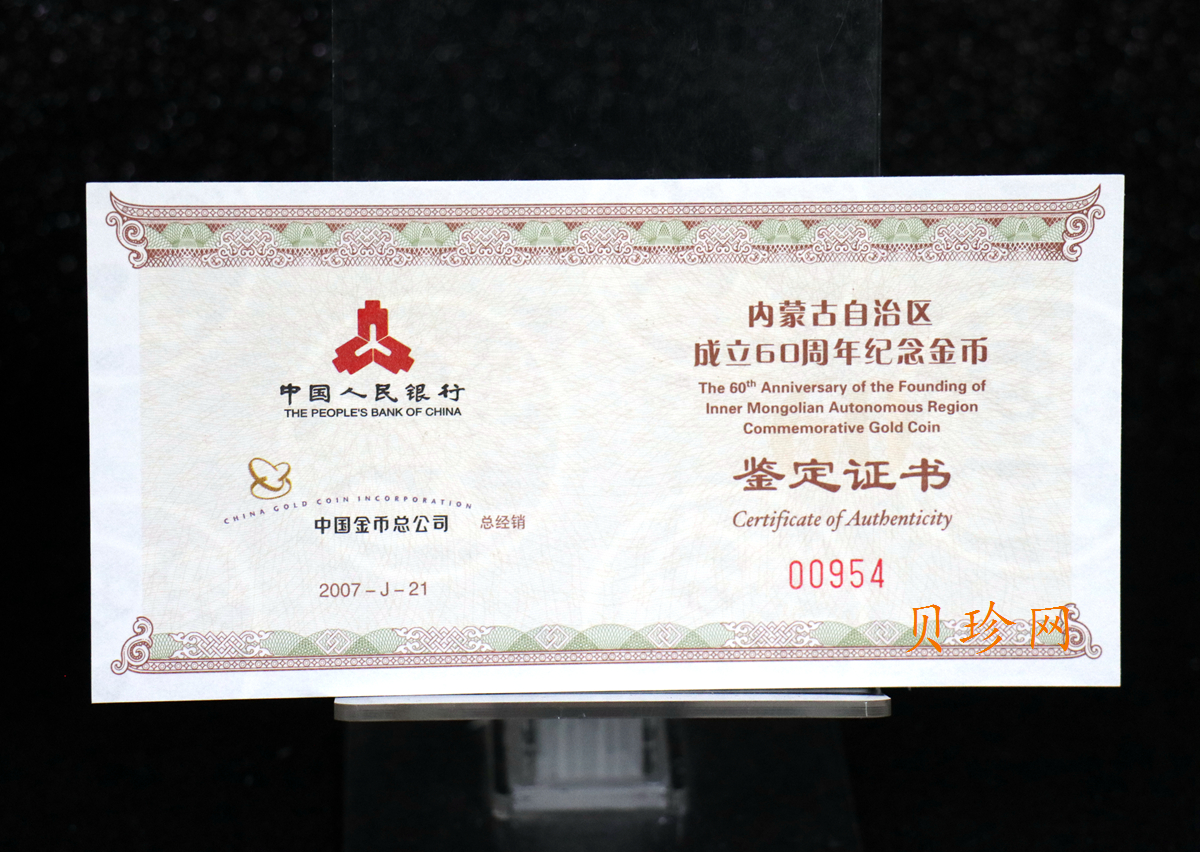 中国人民银行
THE PEOPLE'S BANK OF CHINA
CHINA GOLD COIN INCORPORATION
中国金币总公司 总经销
2007-J-21
内蒙古自治区
成立60周年纪念金币
The 60th Anniversary of the Founding of
Inner Mongolian Autonomous Region
Commemorative Gold Coin
鉴定证书
Certificate of Authenticity
00954
贝珍网